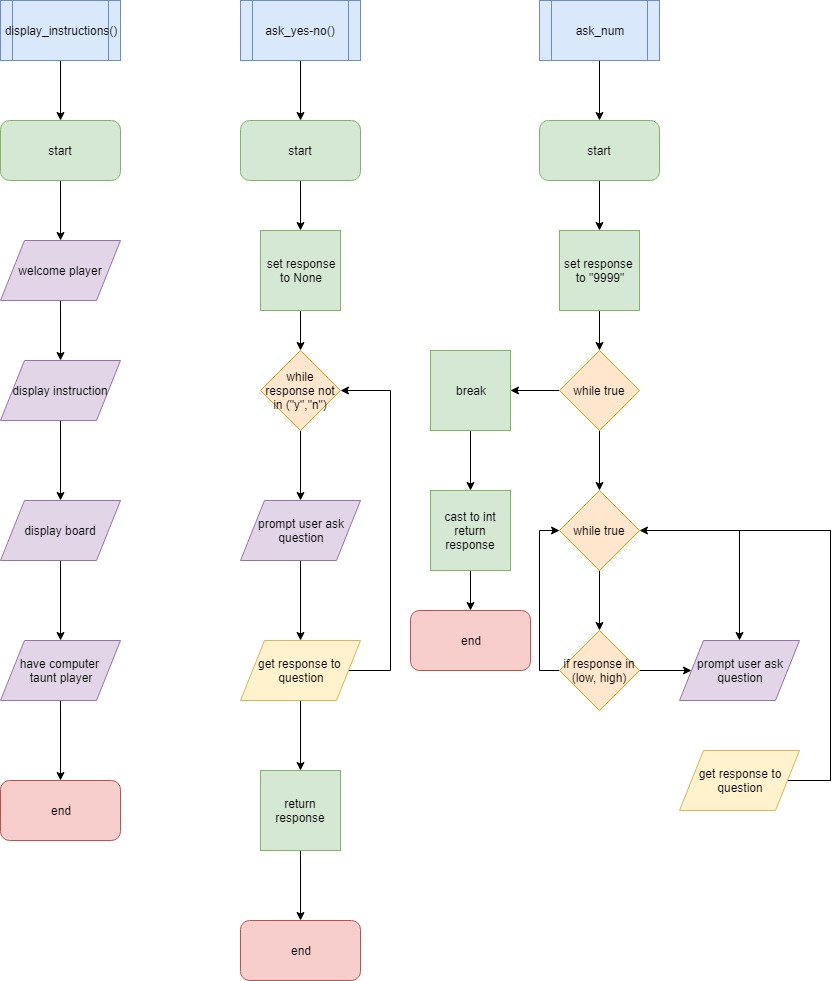 display_instructions()
start
welcome player
display instruction
display board
have computer
taunt player
end
ask_yes-no()
start
set response
to None
while
response not
in ("y","n")
prompt user ask
question
get response to
question
return
response
end
ask_num
start
set response
to "9999"
while true
break
cast to int
return
response
end
while true
if response in
(low, high)
prompt user ask
question
get response to
question